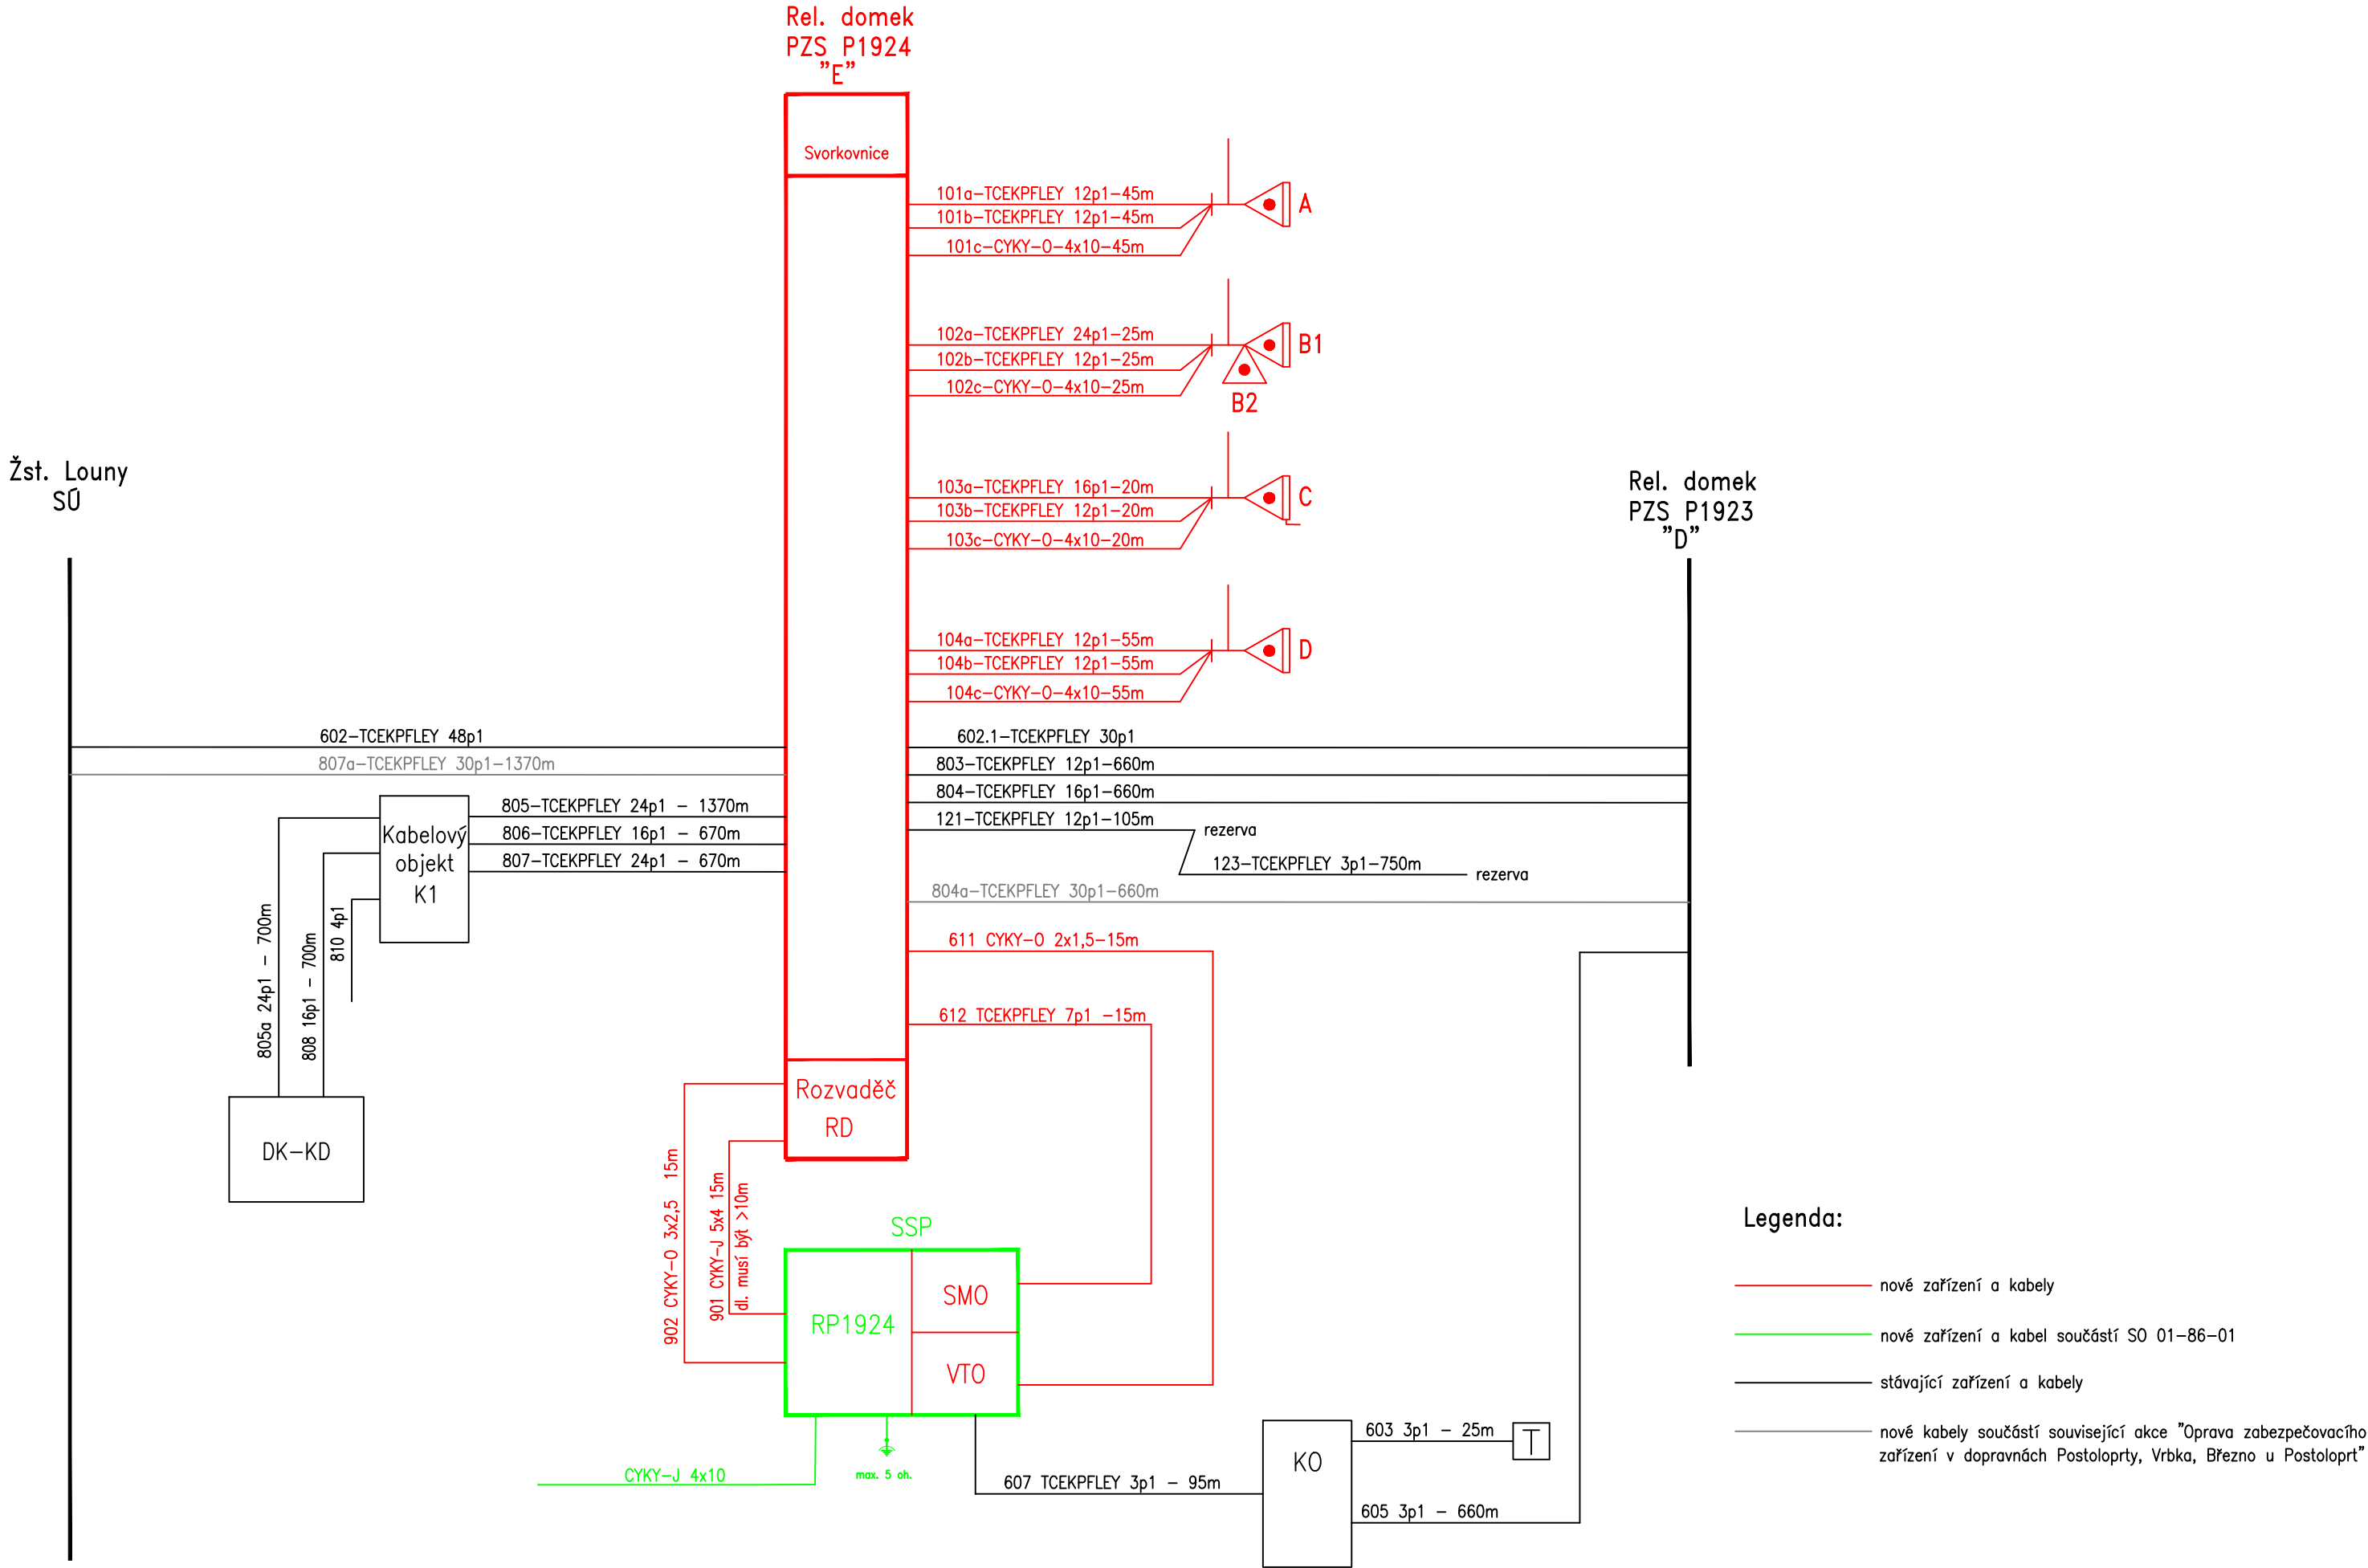 Rel. domek
PZS P1924
"E"
Svorkovnice
101a-TCEKPFLEY 12p1-45m
101b-TCEKPFLEY 12p1-45m
101c-CYKY-O-4x10-45m
A
102a-TCEKPFLEY 24p1-25m
102b-TCEKPFLEY 12p1-25m
102c-CYKY-O-4x10-25m
B1
B2
103a-TCEKPFLEY 16p1-20m
103b-TCEKPFLEY 12p1-20m
103c-CYKY-O-4x10-20m
C
104a-TCEKPFLEY 12p1-55m
104b-TCEKPFLEY 12p1-55m
104c-CYKY-O-4x10-55m
D
Žst. Louny
SÚ
Rel. domek
PZS P1923
"D"
602-TCEKPFLEY 48p1
807a-TCEKPFLEY 30p1-1370m
805-TCEKPFLEY 24p1 - 1370m
806-TCEKPFLEY 16p1 - 670m
807-TCEKPFLEY 24p1 - 670m
Kabelový
objekt
K1
805a 24p1 - 700m
808 16p1 - 700m
810 4p1
DK-KD
602.1-TCEKPFLEY 30p1
803-TCEKPFLEY 12p1-660m
804-TCEKPFLEY 16p1-660m
121-TCEKPFLEY 12p1-105m
rezerva
123-TCEKPFLEY 3p1-750m
rezerva
804a-TCEKPFLEY 30p1-660m
611 CYKY-O 2x1,5-15m
612 TCEKPFLEY 7p1 -15m
Rozvaděč
RD
902 CYKY-O 3x2,5 15m
901 CYKY-J 5x4 15m
dl. musí být >10m
SSP
RP1924
SMO
VTO
CYKY-J 4x10
max. 5 oh.
607 TCEKPFLEY 3p1 - 95m
KO
603 3p1 - 25m
T
605 3p1 - 660m
Legenda:
nové zařízení a kabely
nové zařízení a kabel součástí SO 01-86-01
stávající zařízení a kabely
nové kabely součástí související akce "Oprava zabezpečovacího
zařízení v dopravnách Postoloprty, Vrbka, Březno u Postoloprt"